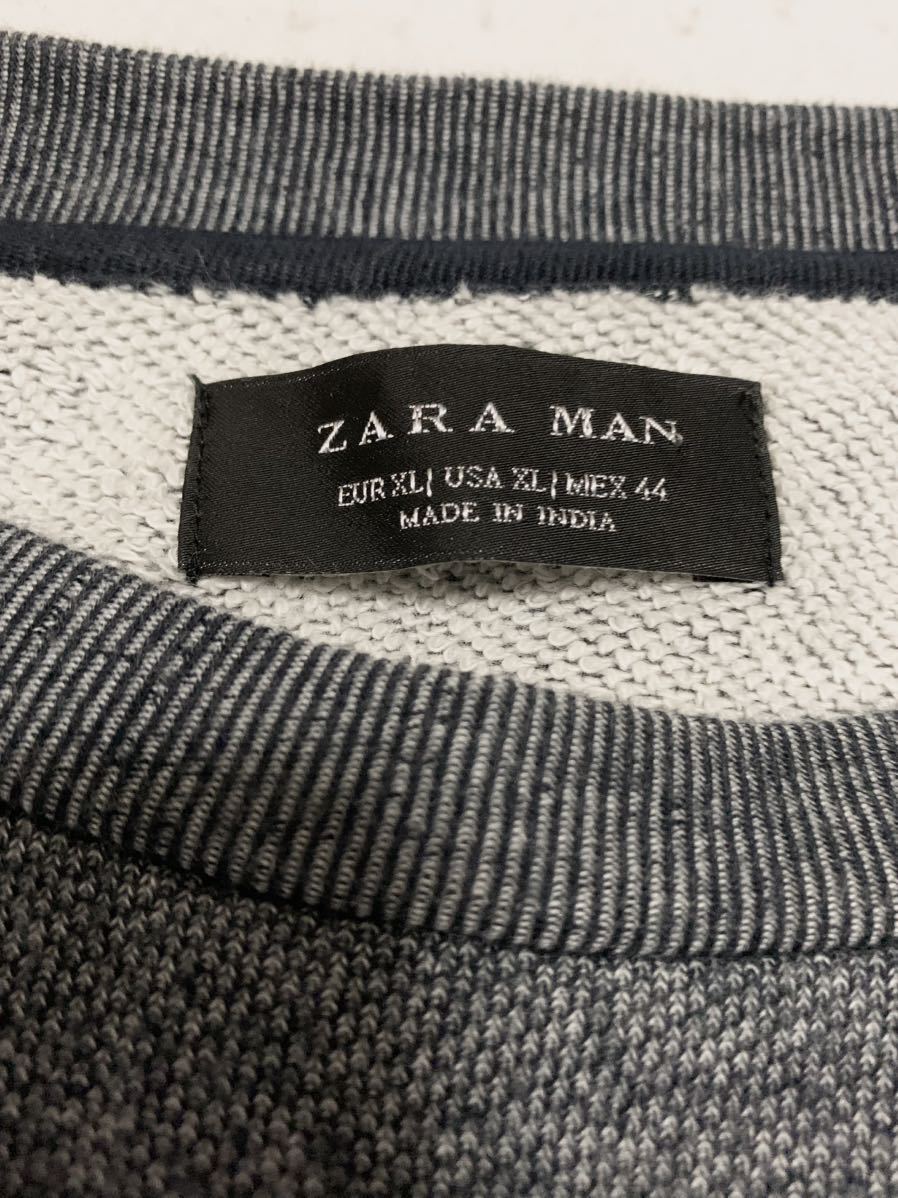 ZARA MAN
EUR XL | USA XL | MEX 44
MADE IN INDIA